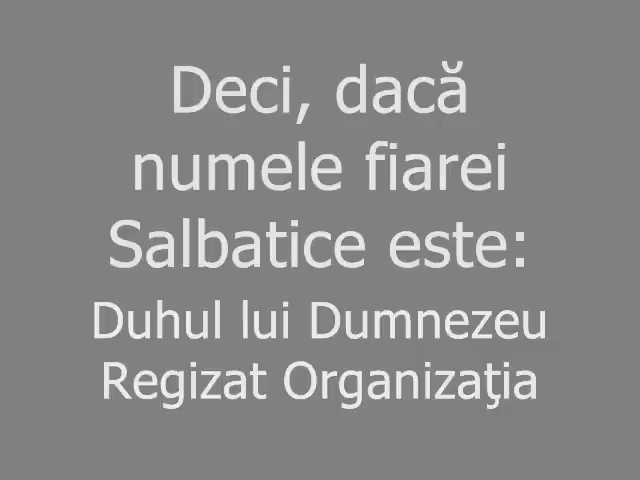 Deci, dacă
numele fiarei
Salbatice este:
Duhul lui Dumnezeu
Regizat Organizaţia